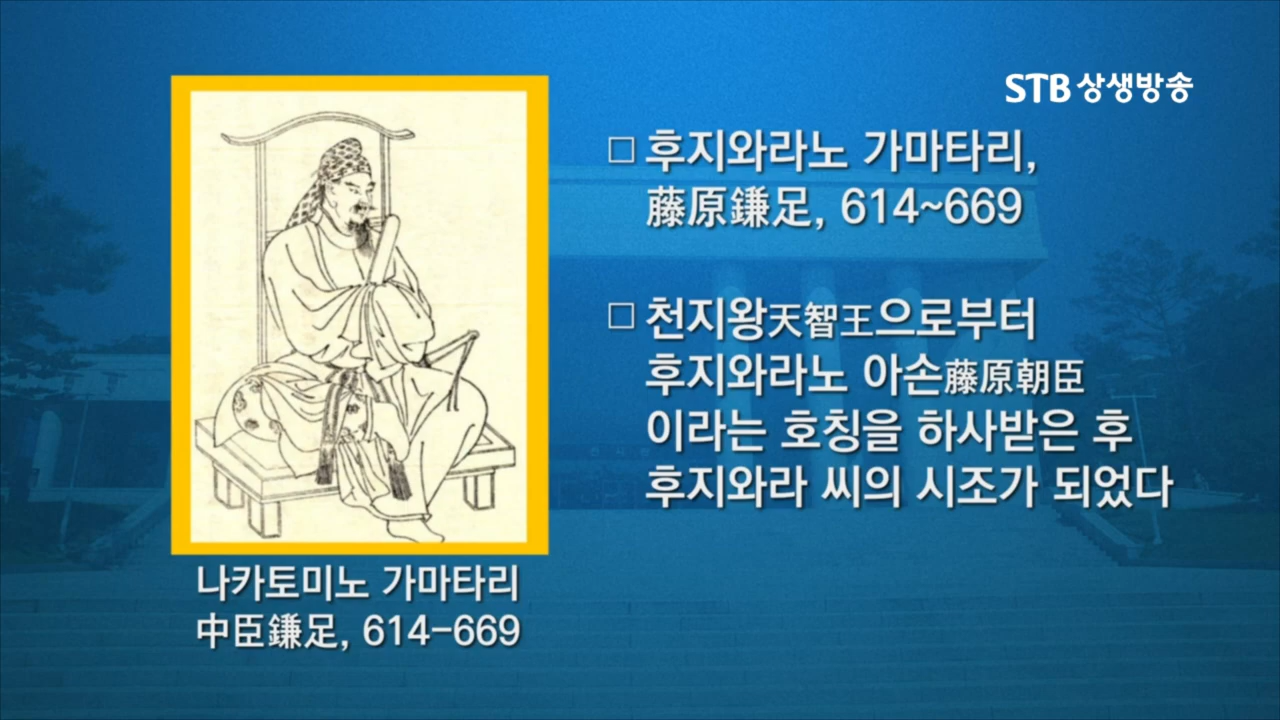 STB 상생방송
□ 후지와라노 가마타리,
藤原鎌足, 614~669
□ 천지왕天智王으로부터
후지와라노 아손藤原朝臣
이라는 호칭을 하사받은 후
후지와라 씨의 시조가 되었다
나카토미노 가마타리
中臣鎌足, 614-669